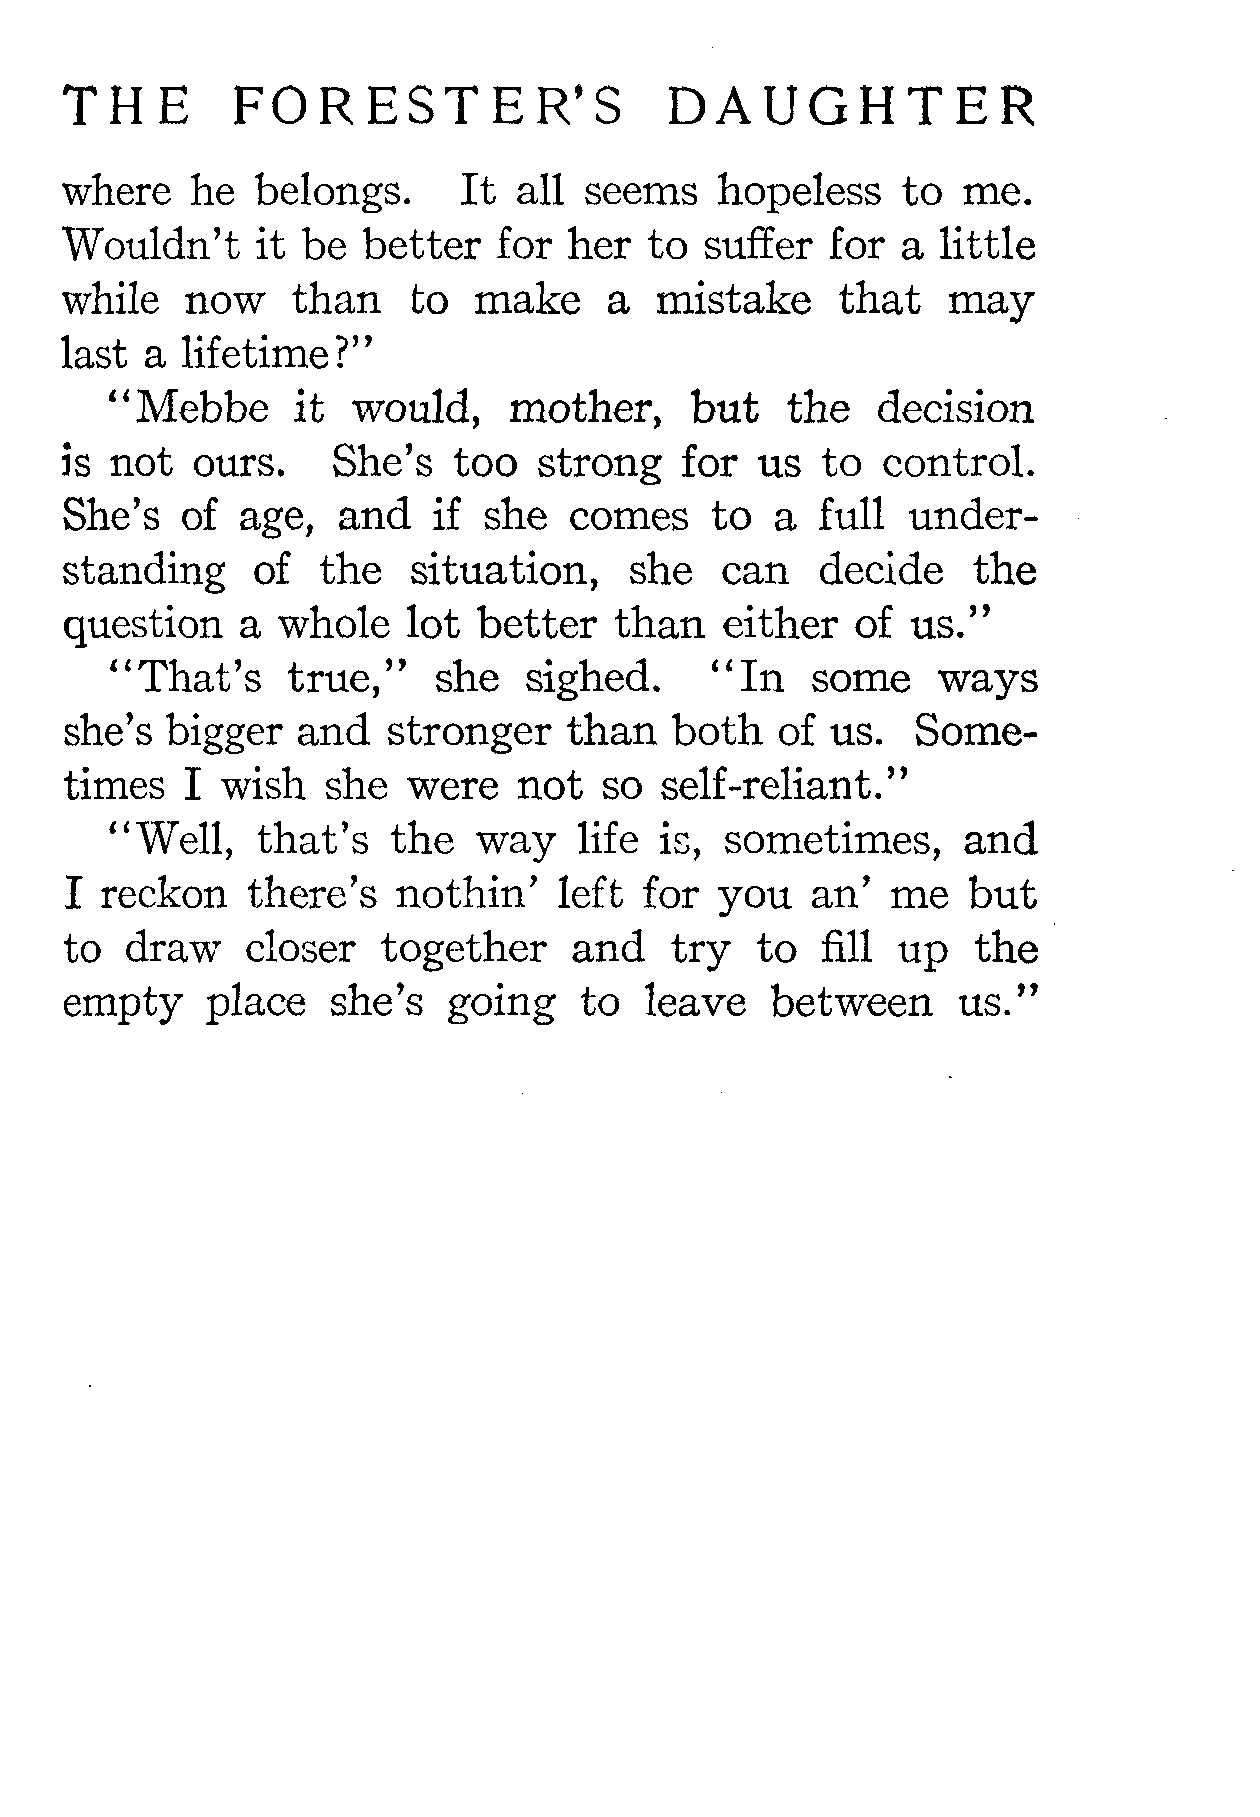 THE FORESTER'S DAUGHTER
where he belongs. It all seems hopeless to me.
Wouldn't it be better for her to suffer for a little
while now than to make a mistake that may
last a lifetime?"
"Mebbe it would, mother, but the decision
is not ours. She's too strong for us to control.
She's of age, and if she comes to a full under-
standing of the situation, she can decide the
question a whole lot better than either of us."
"That's true," she sighed. "In some ways
she's bigger and stronger than both of us. Some-
times I wish she were not so self-reliant."
"Well, that's the way life is, sometimes, and
I reckon there's nothin' left for you an' me but
to draw closer together and try to fill up the
empty place she's going to leave between us."